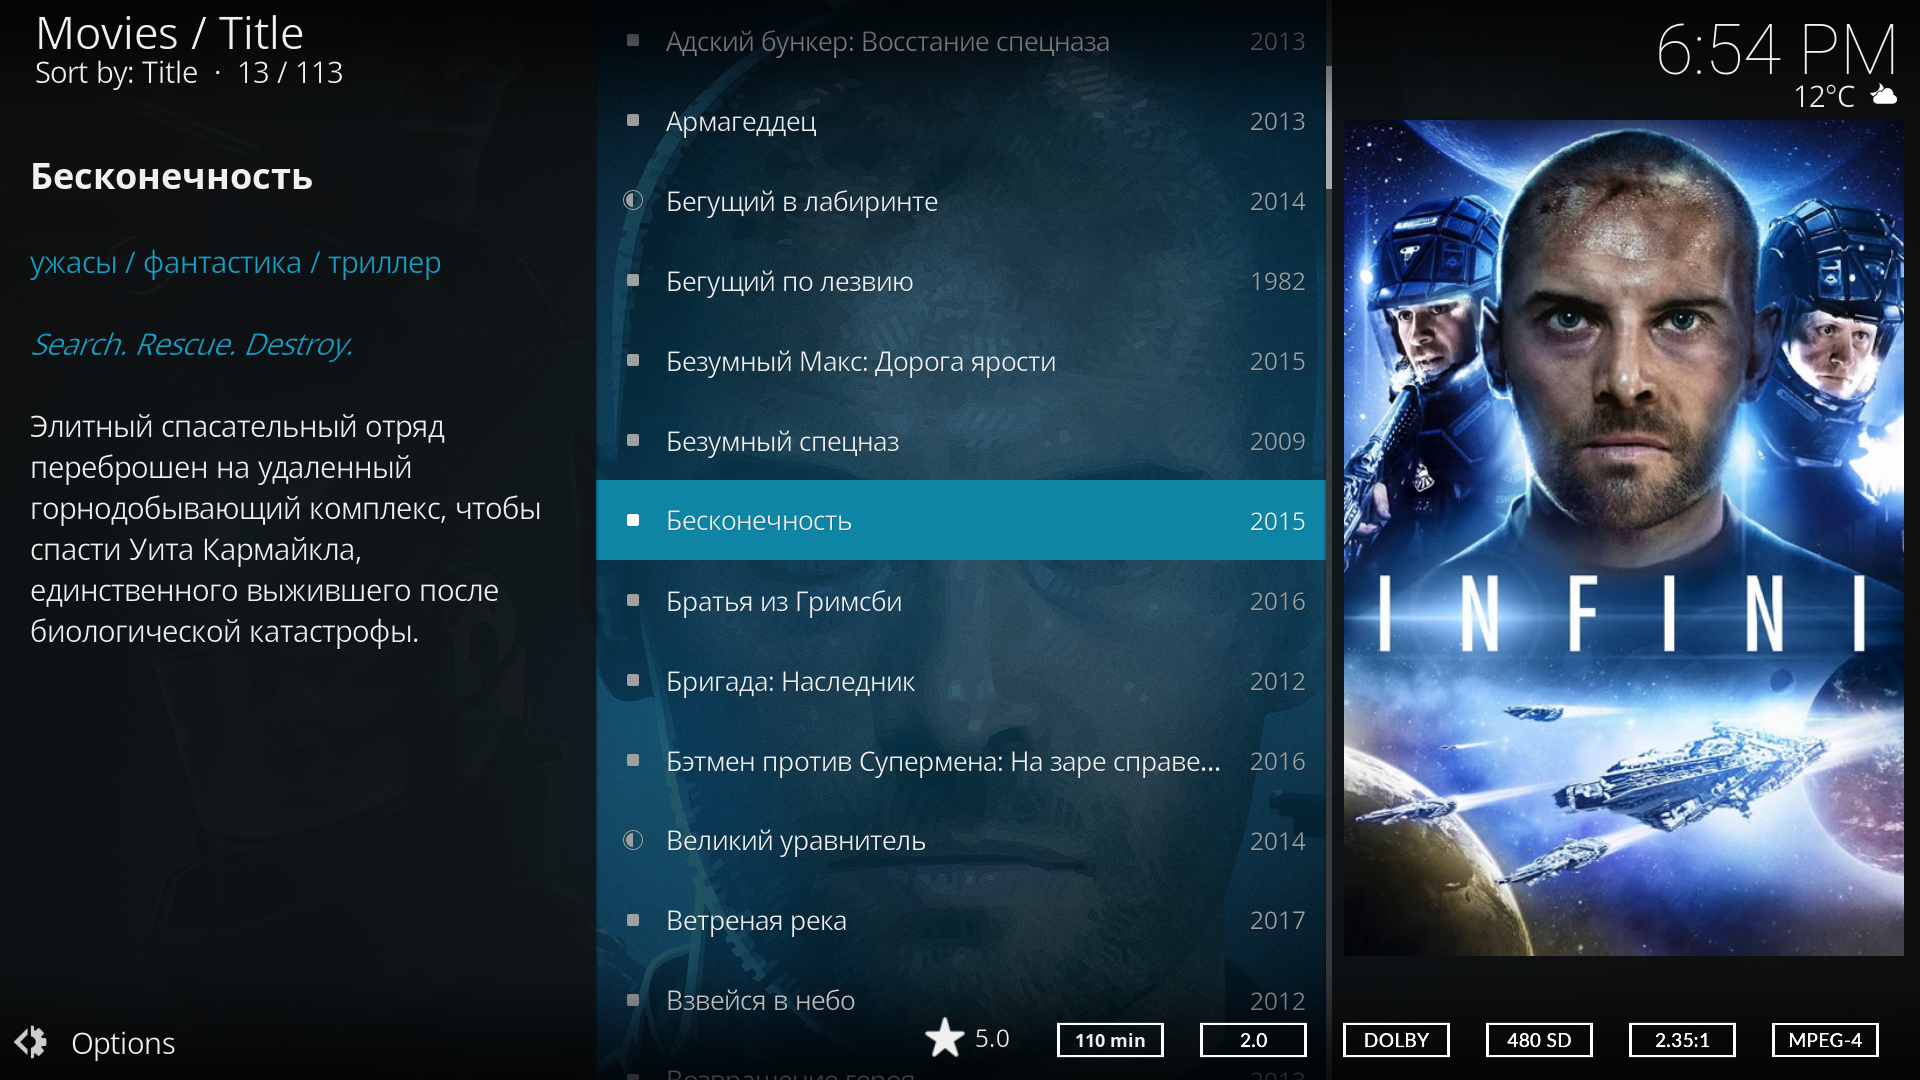 Movies / Title
Sort by: Title · 13 / 113
6:54 PM
12°C
Бесконечность
ужасы / фантастика / триллер
Search. Rescue. Destroy.
Элитный спасательный отряд
переброшен на удаленный
горнодобывающий комплекс, чтобы
спасти Уита Кармайкла,
единственного выжившего после
биологической катастрофы.
Адский бункер: Восстание спецназа 2013
Армагеддец 2013
Бегущий в лабиринте 2014
Бегущий по лезвию 1982
Безумный Макс: Дорога ярости 2015
Безумный спецназ 2009
Бесконечность 2015
Братья из Гримсби 2016
Бригада: Наследник 2012
Бэтмен против Супермена: На заре справе... 2016
Великий уравнитель 2014
Ветреная река 2017
Взвейся в небо 2012
Возвращение героя 2013
INFINI
Options
5.0
110 min
2.0
DOLBY
480 SD
2.35:1
MPEG-4